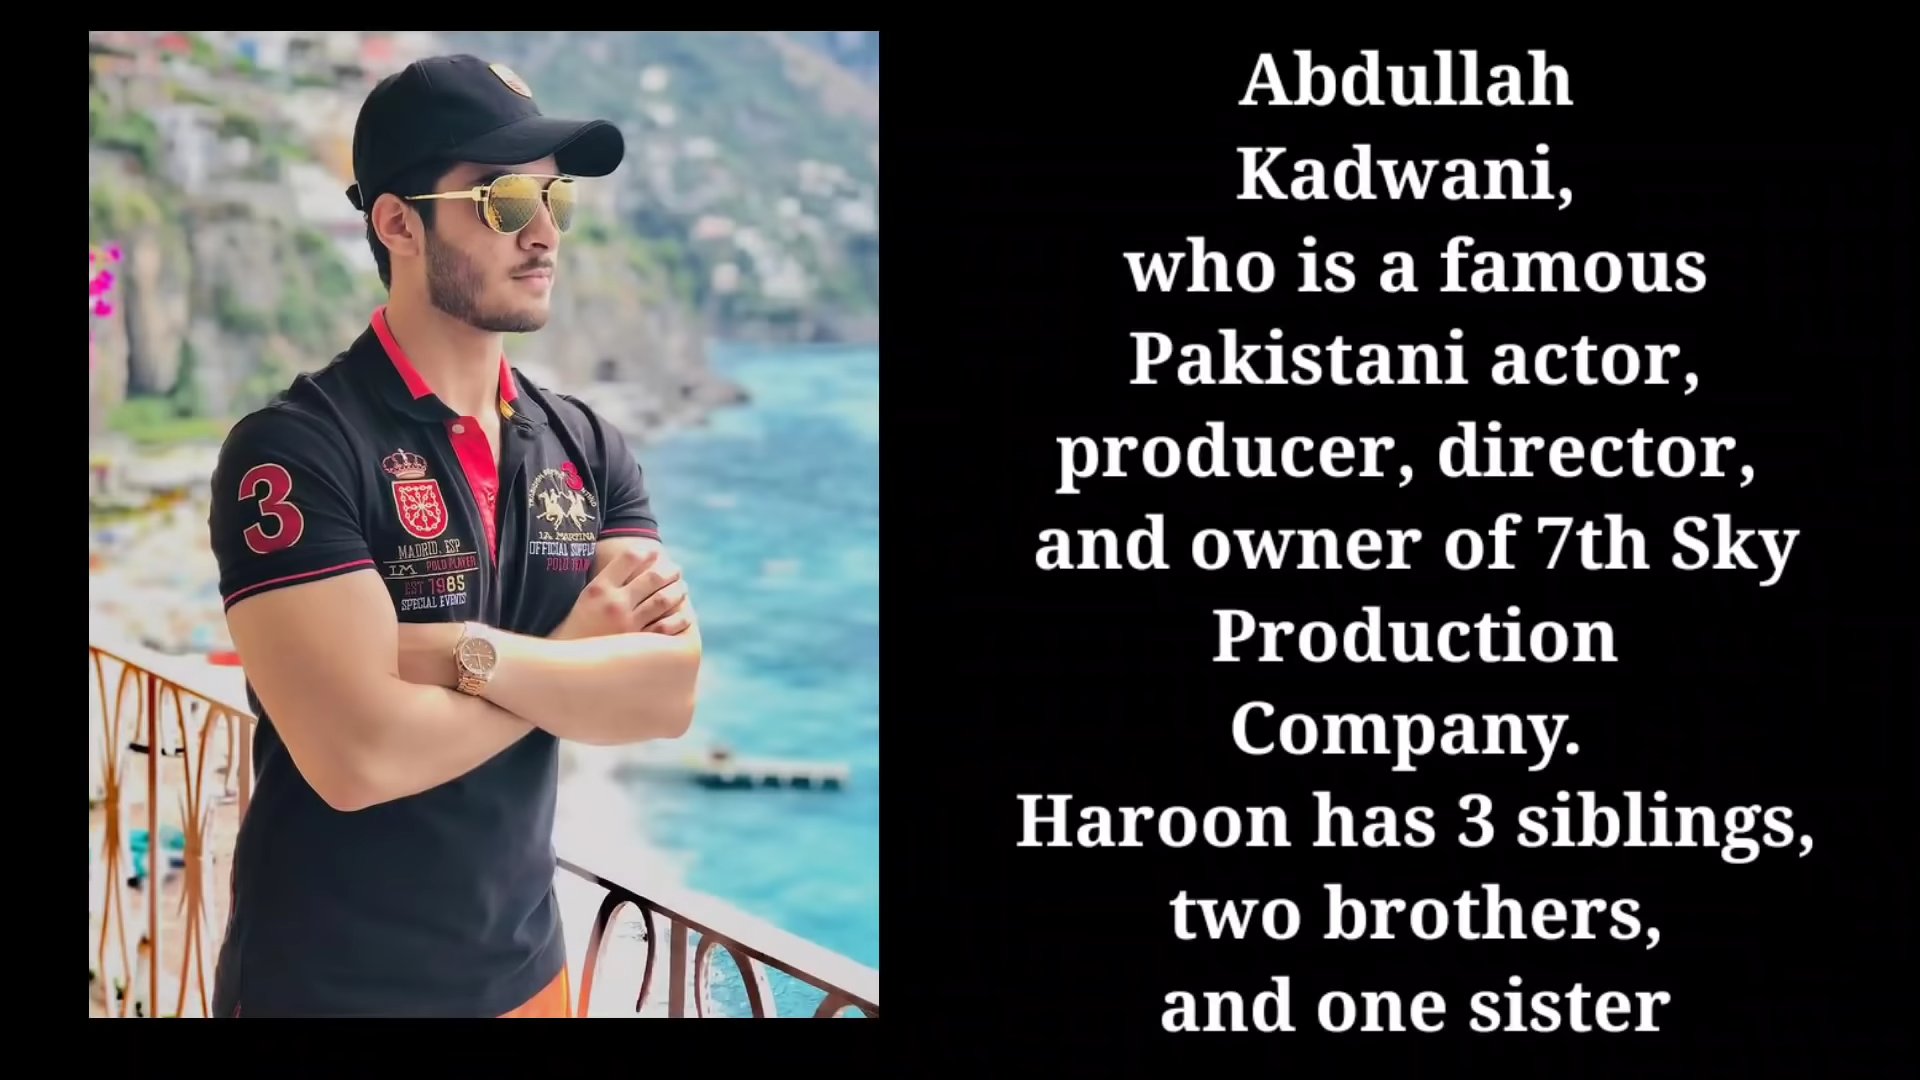 Abdullah
Kadwani,
who is a famous
Pakistani actor,
producer, director,
and owner of 7th Sky
Production
Company.
Haroon has 3 siblings,
two brothers,
and one sister
3
MADRID. ESP
POLO PLAYER
EST 1985
SPECIAL EVENTS
3
LA MARTINA
OFFICIAL SUPPLIER
POLO TEAM